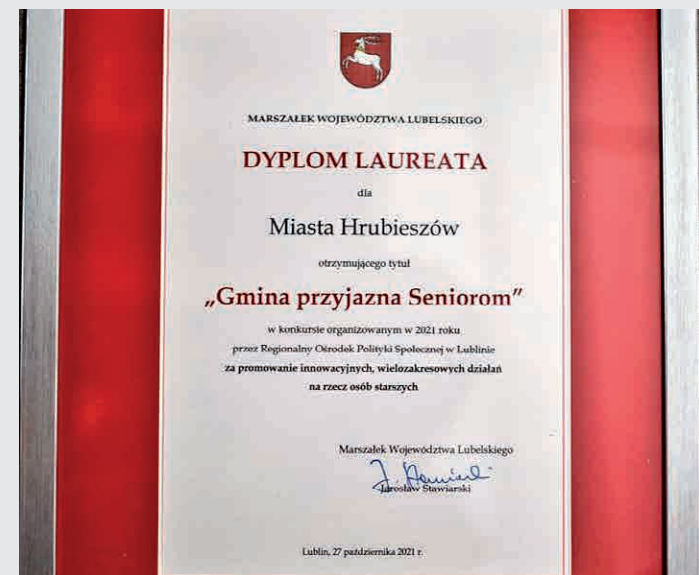 MARSZAŁEK WOJEWÓDZTWA LUBELSKIEGO
DYPLOM LAUREATA
dla
Miasta Hrubieszów
otrzymującego tytuł
„Gmina przyjazna Seniorom”
w konkursie organizowanym w 2021 roku
przez Regionalny Ośrodek Polityki Społecznej w Lublinie
za promowanie innowacyjnych, wielozakresowych działań
na rzecz osób starszych
Marszałek Województwa Lubelskiego
Jarosław Stawiarski
Lublin, 27 października 2021 r.